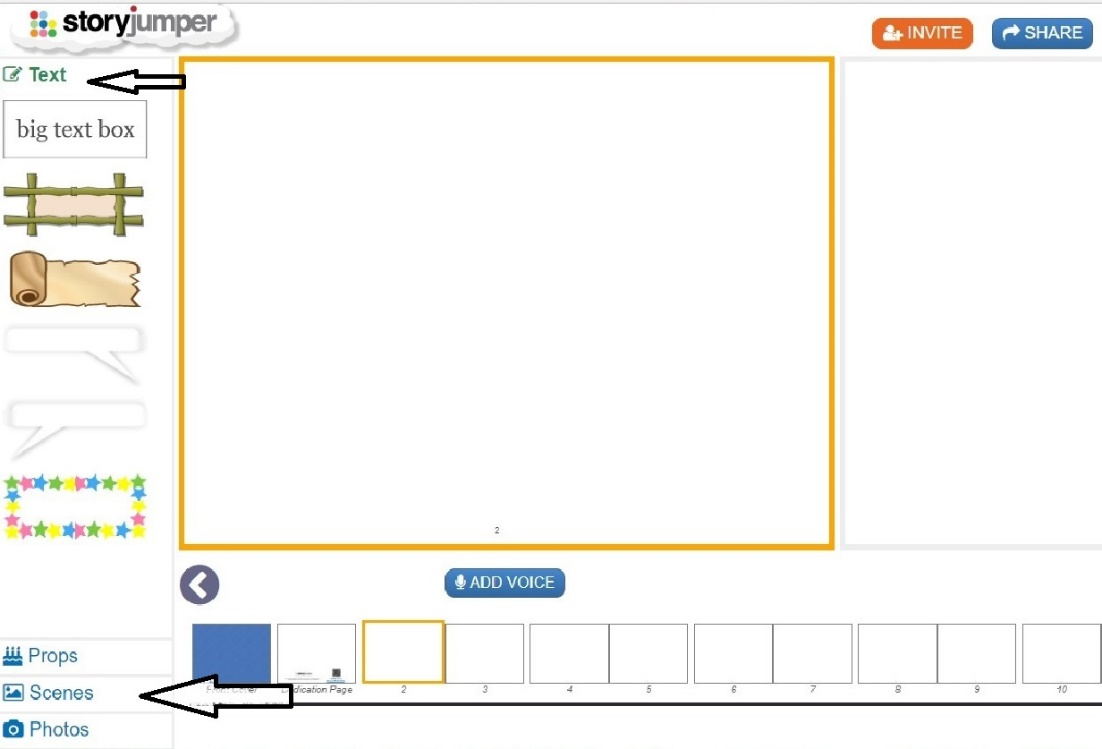 storyjumper
INVITE
SHARE
Text
big text box
2
ADD VOICE
Props
Scenes
Photos
Dedication Page
2
3
4
5
6
7
8
9
10